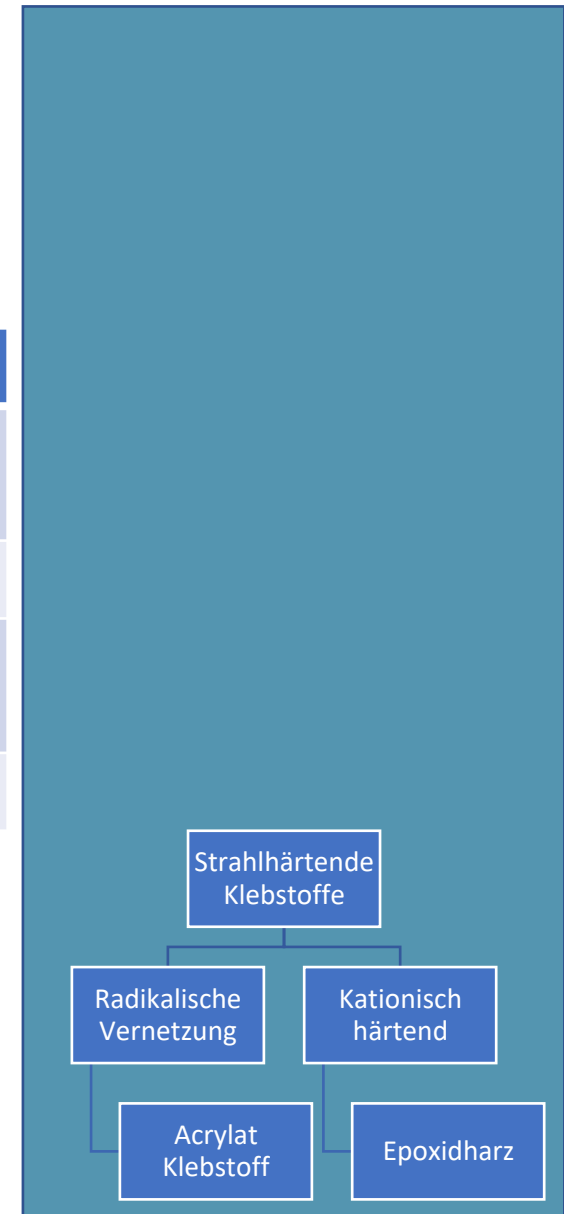 Strahlhärtende
Klebstoffe
Radikalische
Vernetzung
Kationisch
härtend
Acrylat
Klebstoff
Epoxidharz